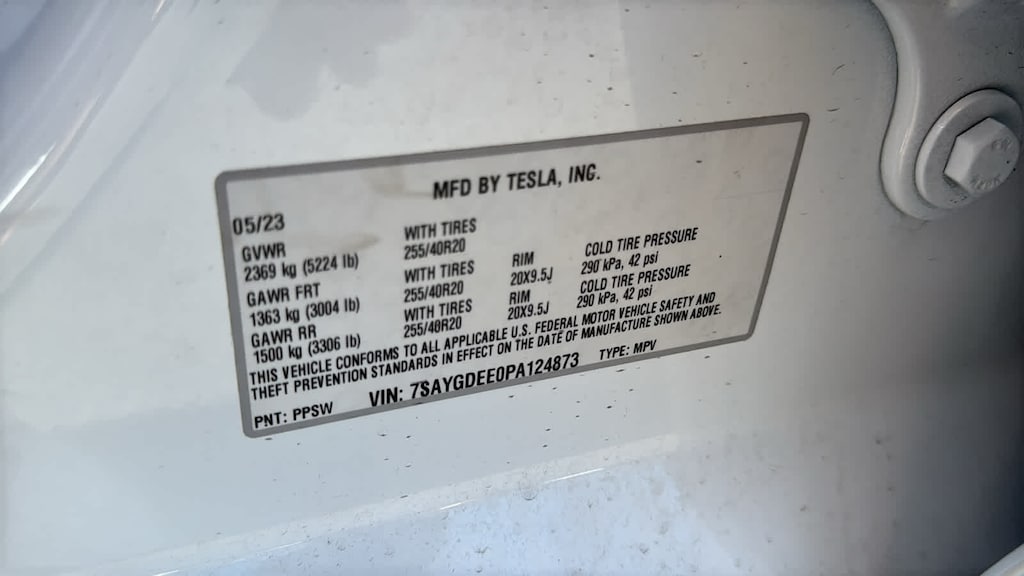 MFD BY TESLA, INC.
05/23
GVWR WITH TIRES
2369 kg (5224 lb) 255/40R20 RIM COLD TIRE PRESSURE
GAWR FRT WITH TIRES 20X9.5J 290 kPa, 42 psi
1363 kg (3004 lb) 255/40R20 RIM COLD TIRE PRESSURE
GAWR RR WITH TIRES 20X9.5J 290 kPa, 42 psi
1500 kg (3306 lb) 255/40R20
THIS VEHICLE CONFORMS TO ALL APPLICABLE U.S. FEDERAL MOTOR VEHICLE SAFETY AND
THEFT PREVENTION STANDARDS IN EFFECT ON THE DATE OF MANUFACTURE SHOWN ABOVE.
PNT: PPSW VIN: 7SAYGDEE0PA124873 TYPE: MPV